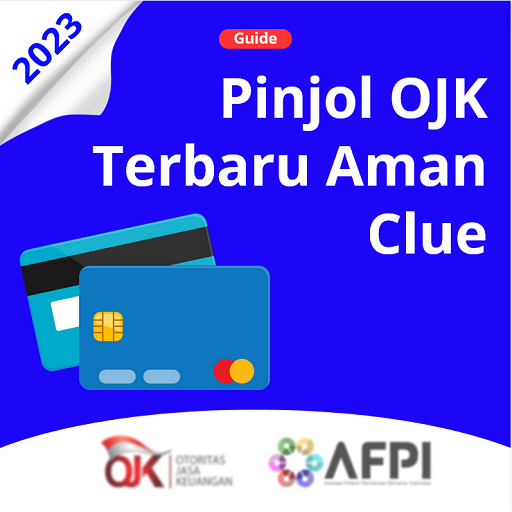 2023
Guide
Pinjol OJK
Terbaru Aman
Clue
OJK
OTORITAS
JASA
KEUANGAN
AFPI